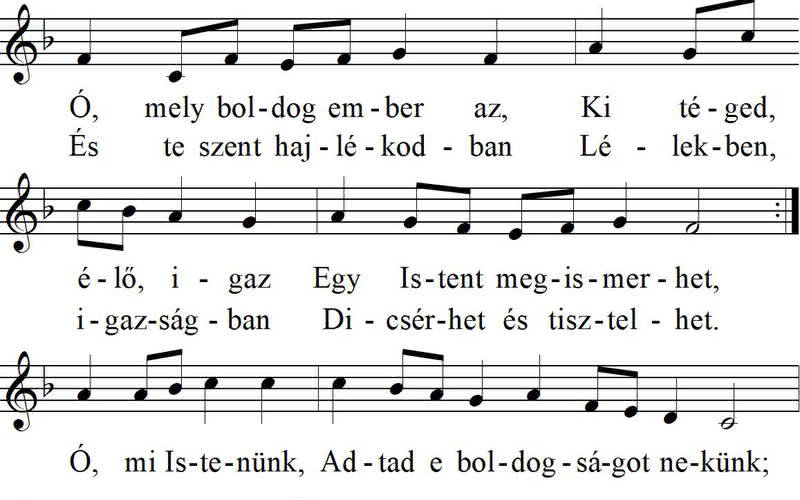 Ó, mely bol-dog em-ber az, Ki té-ged,
És te szent haj-lé-kod-ban Lé-lek-ben,
é-lő, i-gaz Egy Is-tent meg-is-mer-het,
i-gaz-ság-ban Di-csér-het és tisz-tel-het.
Ó, mi Is-te-nünk, Ad-tad e bol-dog-sá-got ne-künk;